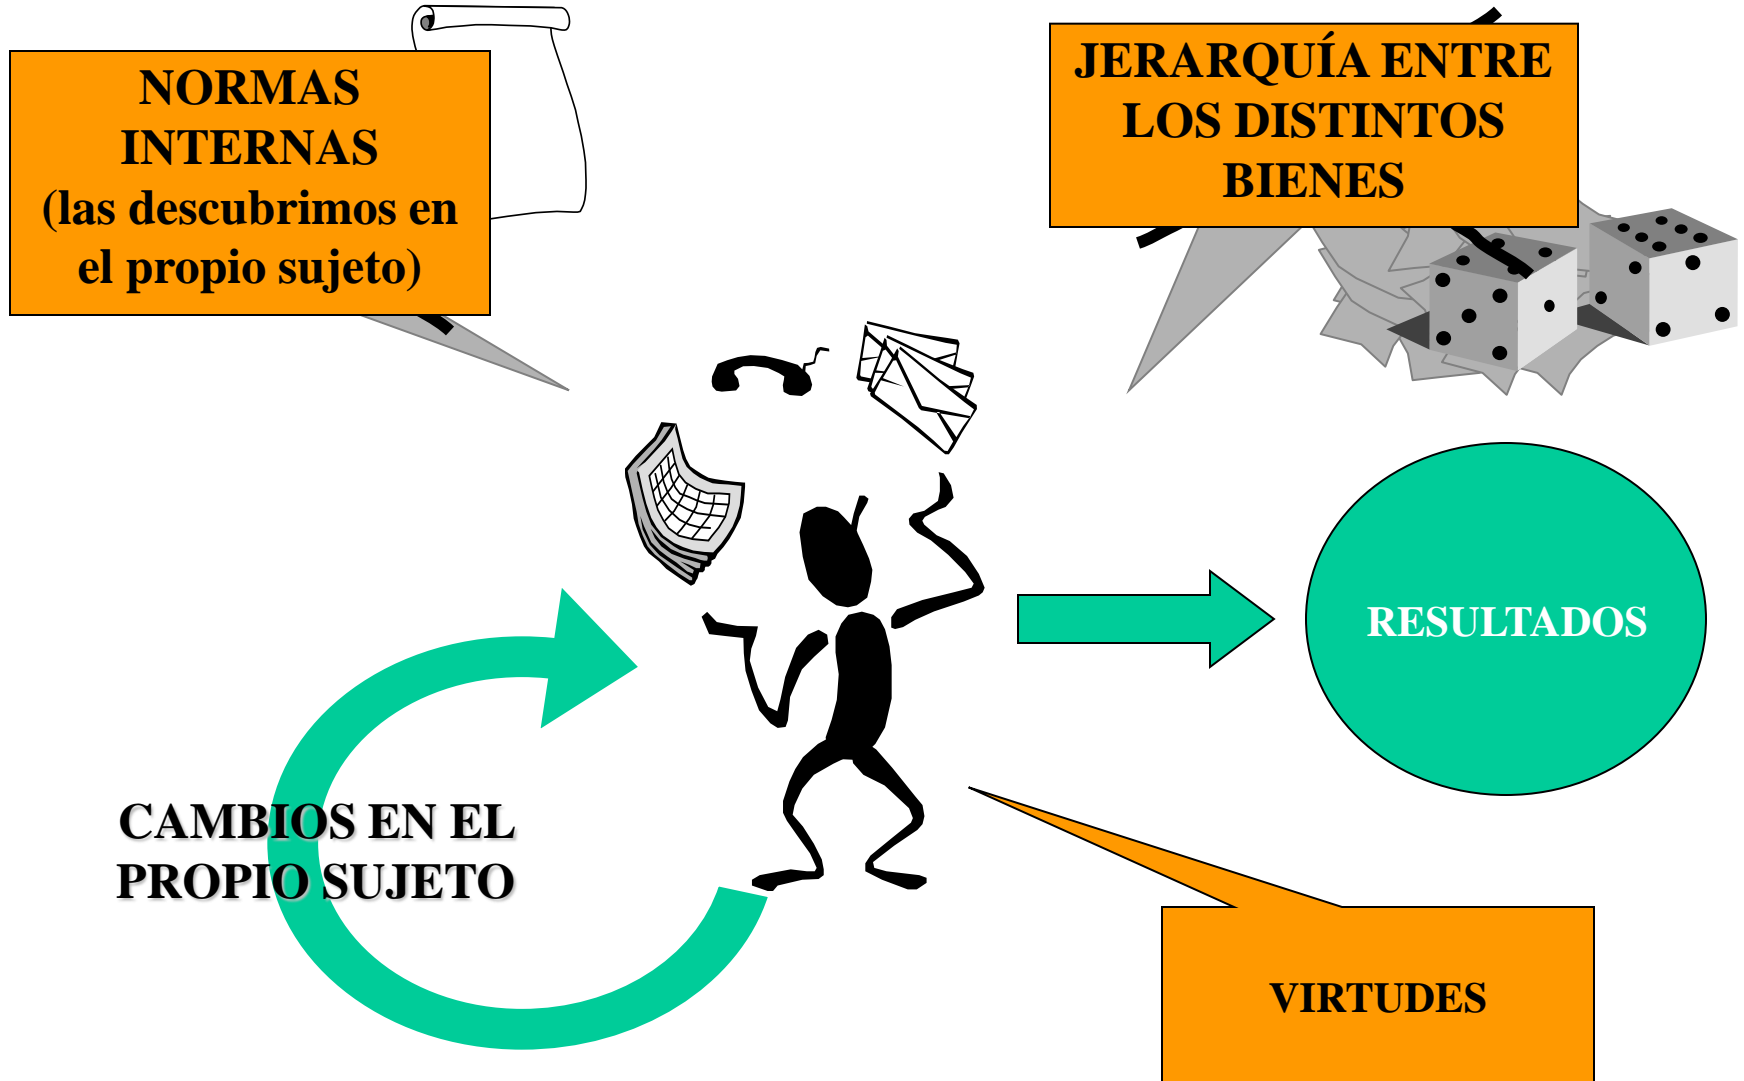 NORMAS
INTERNAS
(las descubrimos en
el propio sujeto)
JERARQUÍA ENTRE
LOS DISTINTOS
BIENES
RESULTADOS
CAMBIOS EN EL
PROPIO SUJETO
VIRTUDES